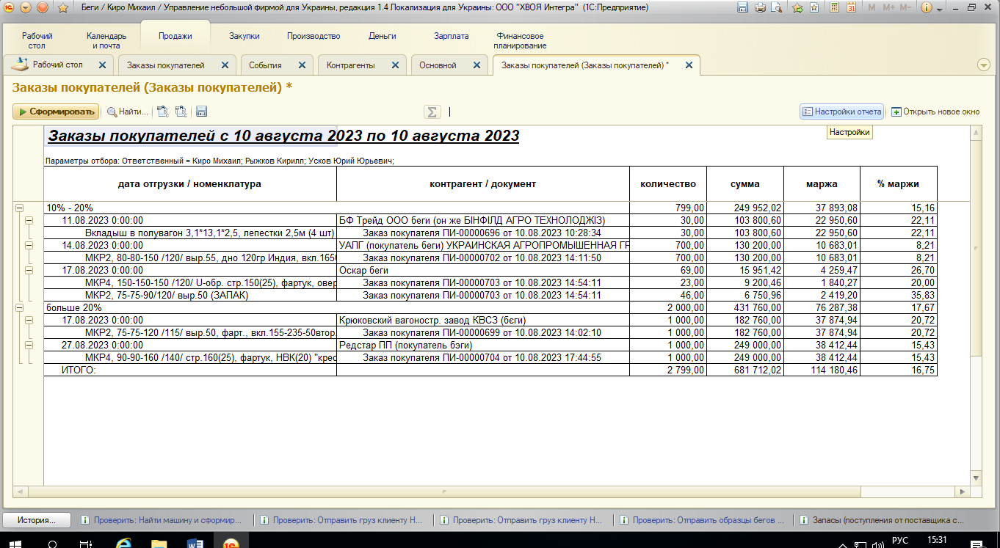 Беги / Киро Михаил / Управление небольшой фирмой для Украины, редакция 1.4 Локализация для Украины: ООО "ХВОЯ Интегра" (1С:Предприятие)
M M+ M-
Рабочий стол
Календарь и почта
Продажи
Закупки
Производство
Деньги
Зарплата
Финансовое планирование
Рабочий стол
Заказы покупателей
События
Контрагенты
Основной
Заказы покупателей (Заказы покупателей) *
Заказы покупателей (Заказы покупателей) *
Сформировать Найти... Σ Настройки отчета Открыть новое окно
Настройки
Заказы покупателей с 10 августа 2023 по 10 августа 2023
Параметры отбора: Ответственный = Киро Михаил; Рыжков Кирилл; Усков Юрий Юрьевич;
дата отгрузки / номенклатура контрагент / документ количество сумма маржа % маржи
10% - 20% 799,00 249 952,02 37 893,08 15,16
11.08.2023 0:00:00 БФ Трейд ООО беги (он же БІНФІЛД АГРО ТЕХНОЛОДЖІЗ) 30,00 103 800,60 22 950,60 22,11
Вкладыш в полувагон 3,1*13,1*2,5, лепестки 2,5м (4 шт) Заказ покупателя ПИ-00000696 от 10.08.2023 10:28:34 30,00 103 800,60 22 950,60 22,11
14.08.2023 0:00:00 УАПГ (покупатель беги) УКРАИНСКАЯ АГРОПРОМЫШЕННАЯ ГР 700,00 130 200,00 10 683,01 8,21
МКР2, 80-80-150 /120/ выр.55, дно 120гр Индия, вкл.165 Заказ покупателя ПИ-00000702 от 10.08.2023 14:11:50 700,00 130 200,00 10 683,01 8,21
17.08.2023 0:00:00 Оскар беги 69,00 15 951,42 4 259,47 26,70
МКР4, 150-150-150 /120/ U-обр. стр.150(25), фартук, овер Заказ покупателя ПИ-00000703 от 10.08.2023 14:54:11 23,00 9 200,46 1 840,27 20,00
МКР2, 75-75-90/120/ выр.50 (ЗАПАК) Заказ покупателя ПИ-00000703 от 10.08.2023 14:54:11 46,00 6 750,96 2 419,20 35,83
больше 20% 2 000,00 431 760,00 76 287,38 17,67
17.08.2023 0:00:00 Крюковский вагоностр. завод КВСЗ (бєги) 1 000,00 182 760,00 37 874,94 20,72
МКР2, 75-75-120 /115/ выр.50, фарт., вкл.155-235-50втор. Заказ покупателя ПИ-00000699 от 10.08.2023 14:02:10 1 000,00 182 760,00 37 874,94 20,72
27.08.2023 0:00:00 Редстар ПП (покупатель бэги) 1 000,00 249 000,00 38 412,44 15,43
МКР4, 90-90-160 /140/ стр.160(25), фартук, НВК(20) "крес Заказ покупателя ПИ-00000704 от 10.08.2023 17:44:55 1 000,00 249 000,00 38 412,44 15,43
ИТОГО: 2 799,00 681 712,02 114 180,46 16,75
История... Проверить: Найти машину и сформир... Проверить: Отправить груз клиенту Н... Проверить: Отправить груз клиенту Н... Проверить: Отправить образцы бегов ... Запасы (поступления от поставщика с...
РУС 15:31